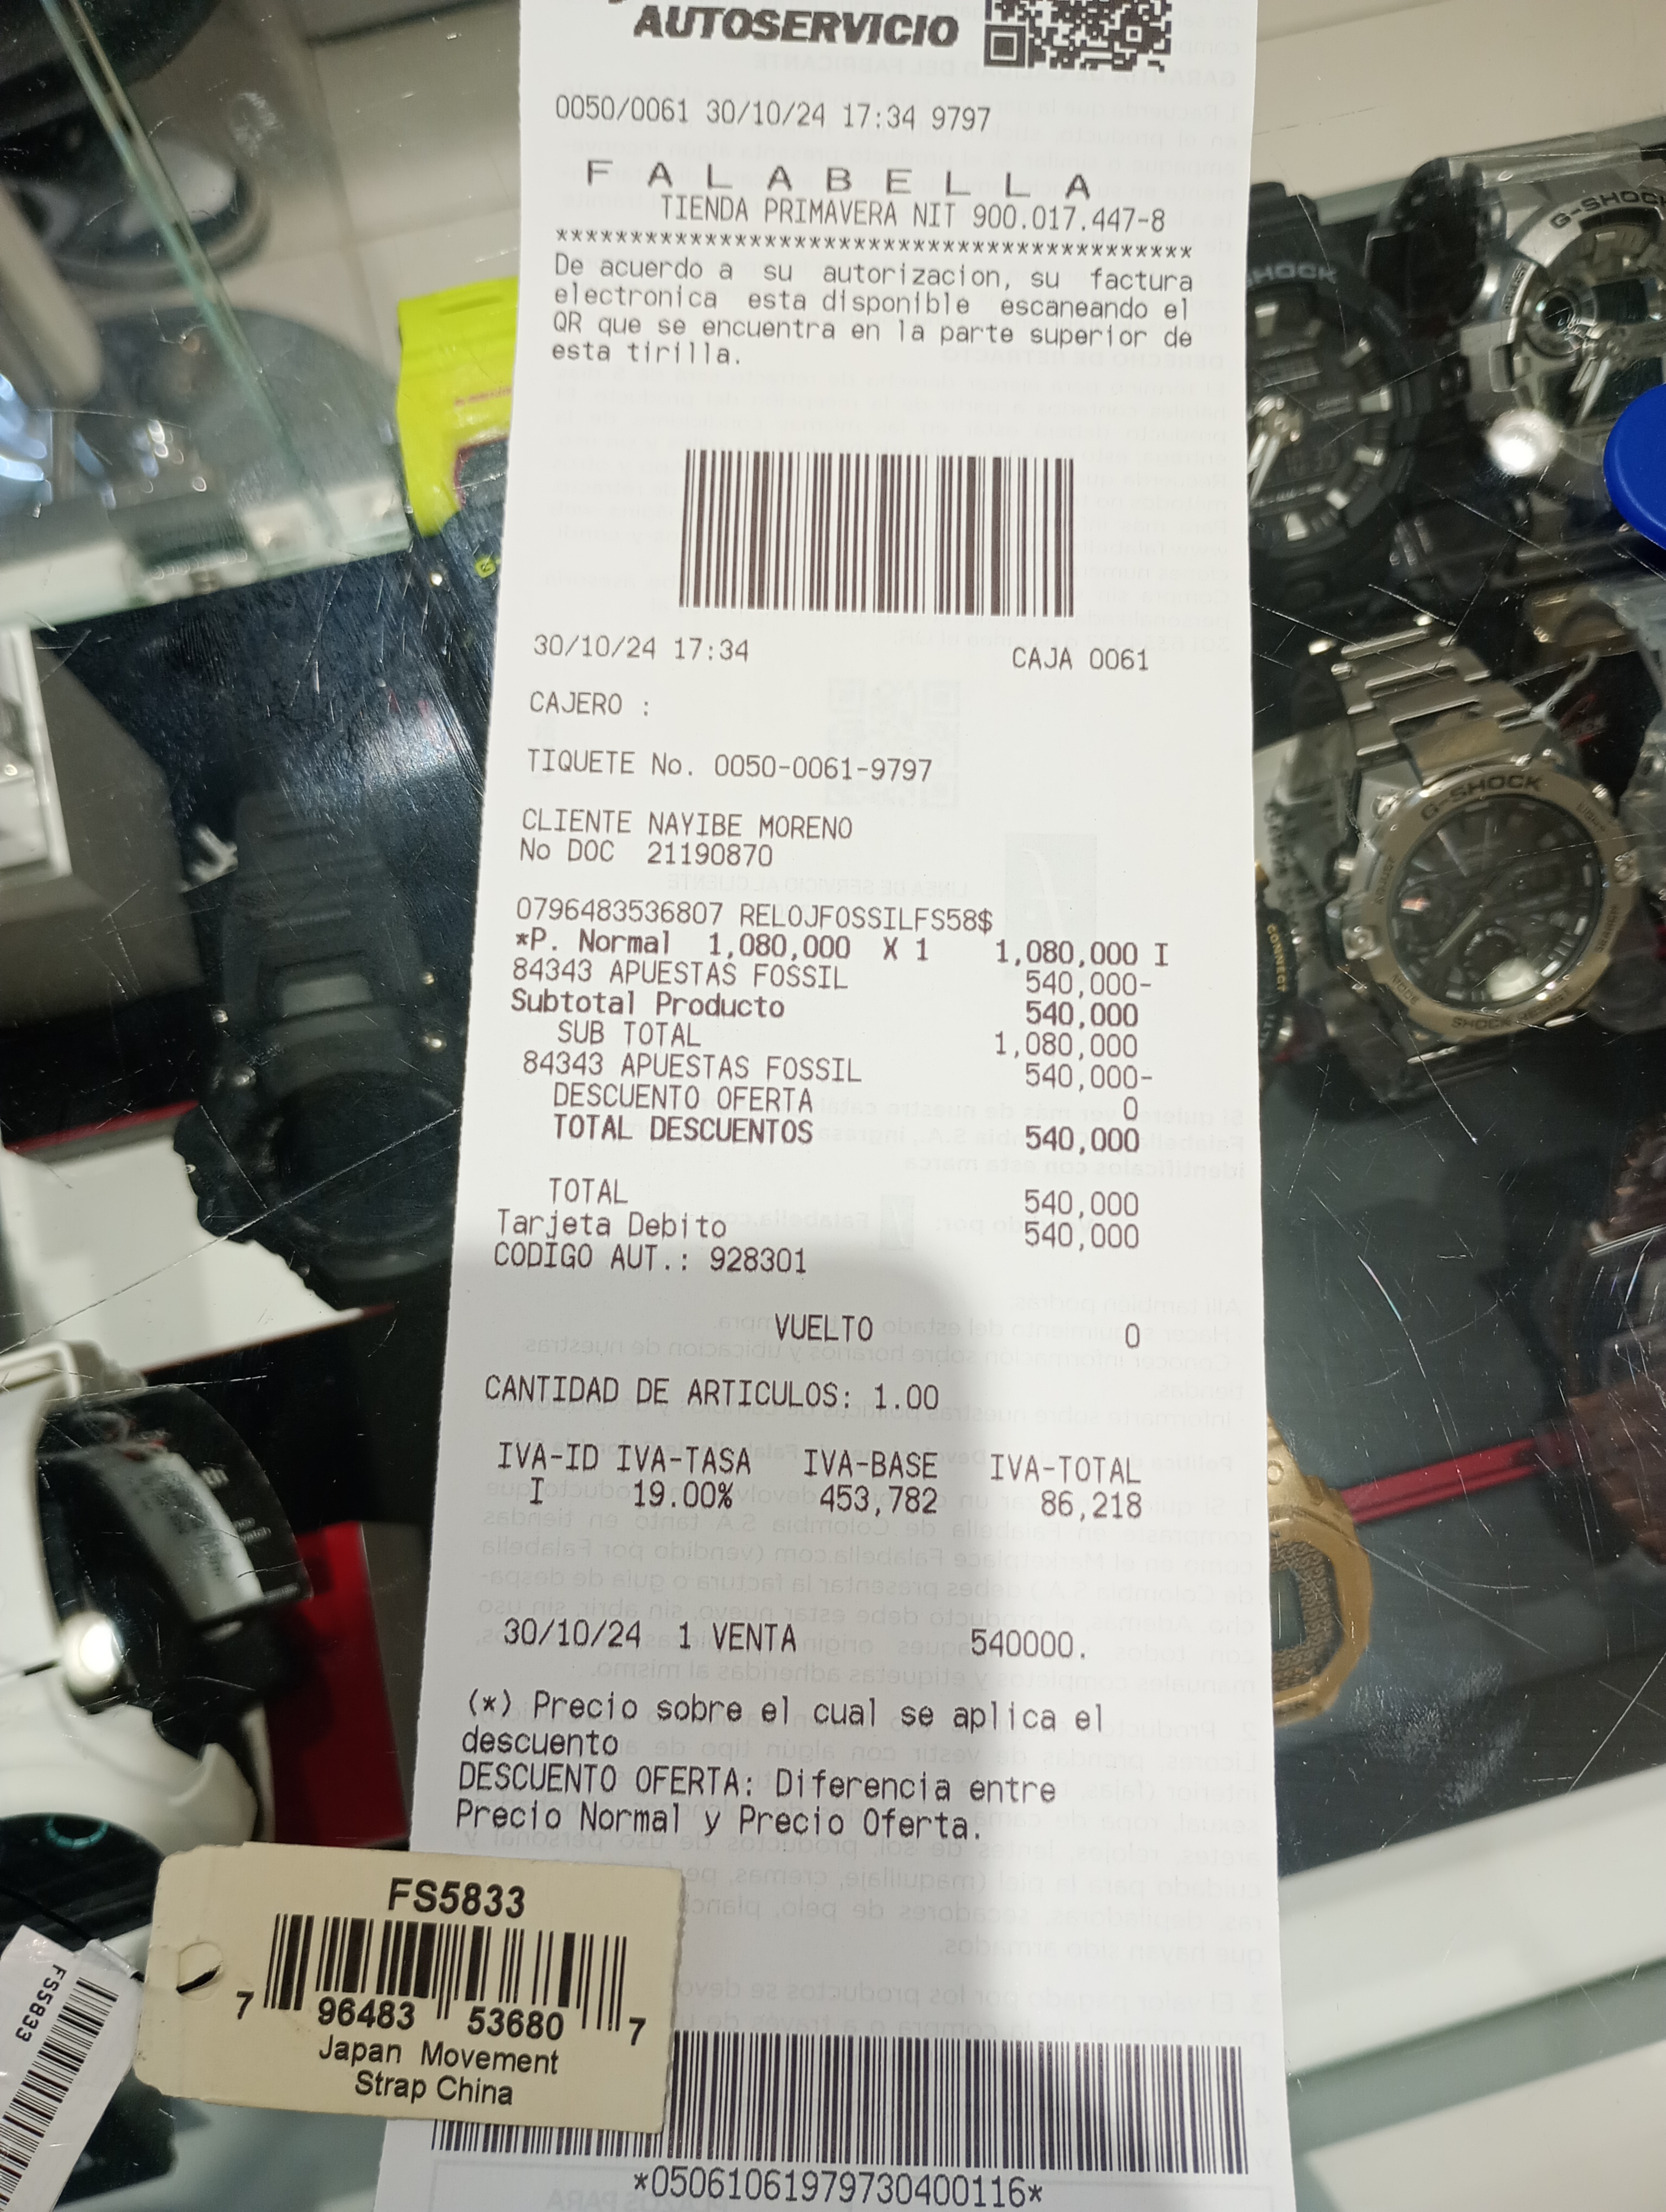 AUTOSERVICIO
0050/0061 30/10/24 17:34 9797
F A L A B E L L A
TIENDA PRIMAVERA NIT 900.017.447-8
*******************************************
De acuerdo a su autorizacion, su factura
electronica esta disponible escaneando el
QR que se encuentra en la parte superior de
esta tirilla.
30/10/24 17:34 CAJA 0061
CAJERO :
TIQUETE No. 0050-0061-9797
CLIENTE NAYIBE MORENO
No DOC 21190870
0796483536807 RELOJFOSSILFS58$
*P. Normal 1,080,000 X 1 1,080,000 I
84343 APUESTAS FOSSIL 540,000-
Subtotal Producto 540,000
SUB TOTAL 1,080,000
84343 APUESTAS FOSSIL 540,000-
DESCUENTO OFERTA 0
TOTAL DESCUENTOS 540,000
TOTAL 540,000
Tarjeta Debito 540,000
CODIGO AUT.: 928301
VUELTO 0
CANTIDAD DE ARTICULOS: 1.00
IVA-ID IVA-TASA IVA-BASE IVA-TOTAL
I 19.00% 453,782 86,218
30/10/24 1 VENTA 540000.
(*) Precio sobre el cual se aplica el
descuento
DESCUENTO OFERTA: Diferencia entre
Precio Normal y Precio Oferta.
*05061061979730400116*
FS5833
7 96483 53680 7
Japan Movement
Strap China
FS5833
G-SHOCK
SHOCK
G-SHOCK
ADJUST
MODE
CONNECT